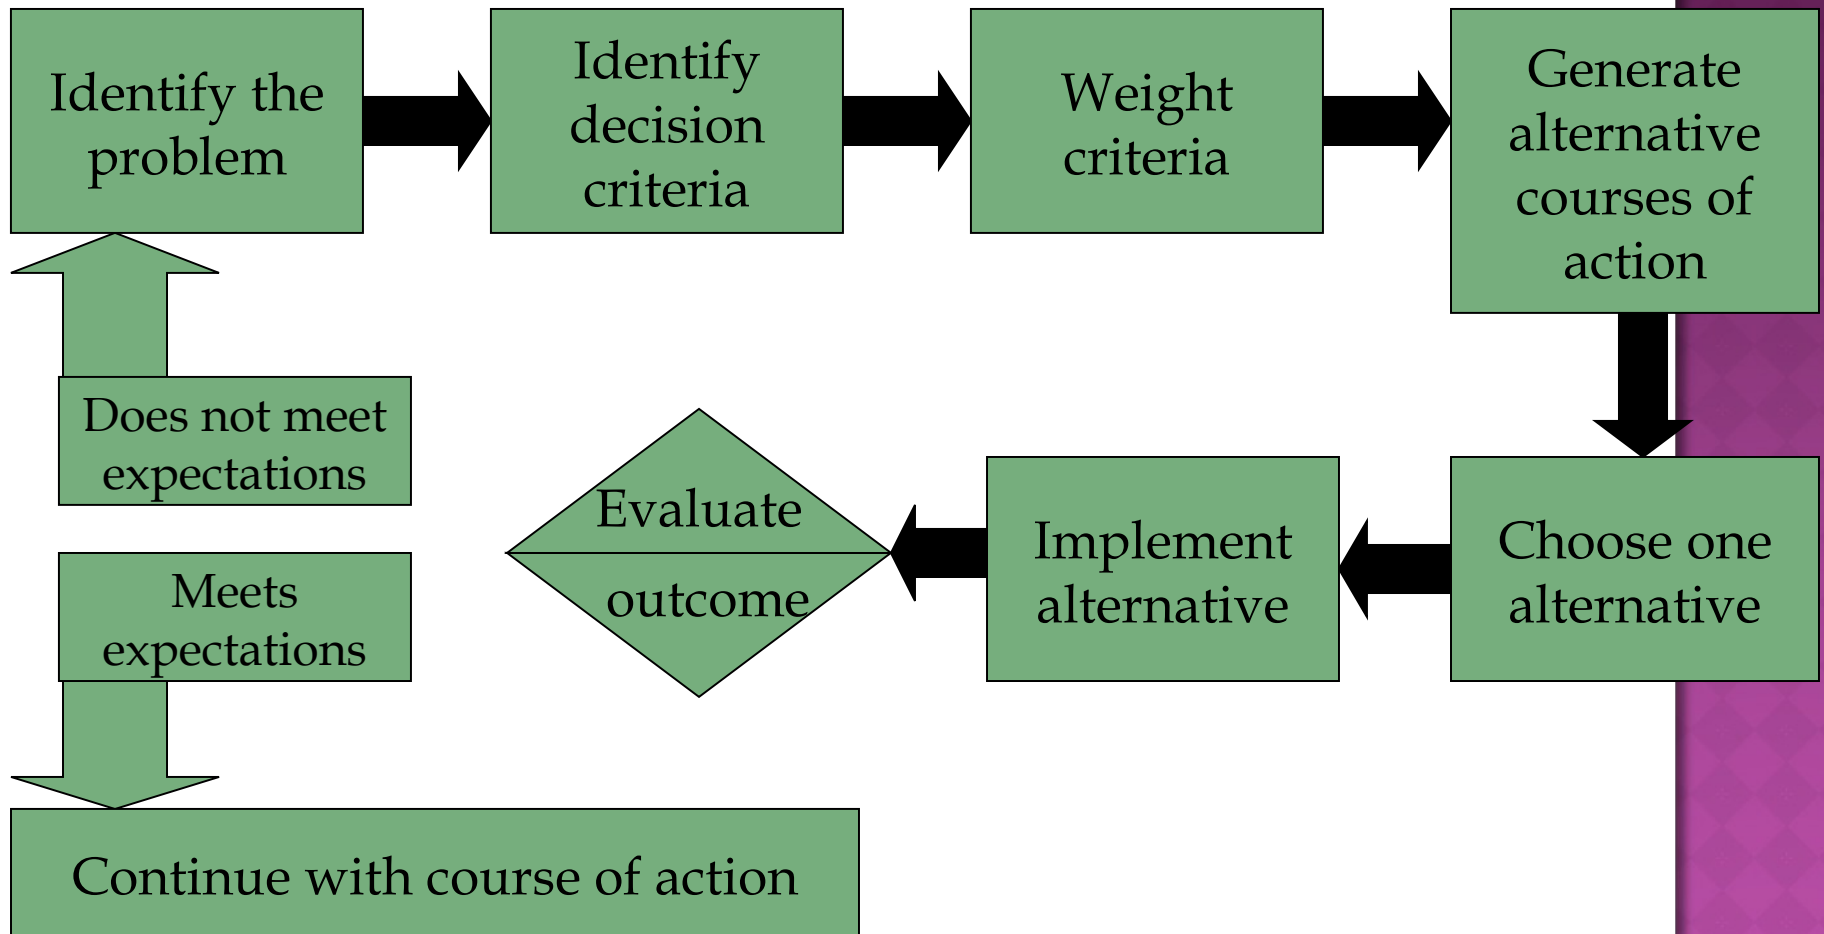 Identify the
problem
Identify
decision
criteria
Weight
criteria
Generate
alternative
courses of
action
Choose one
alternative
Implement
alternative
Evaluate
outcome
Does not meet
expectations
Meets
expectations
Continue with course of action